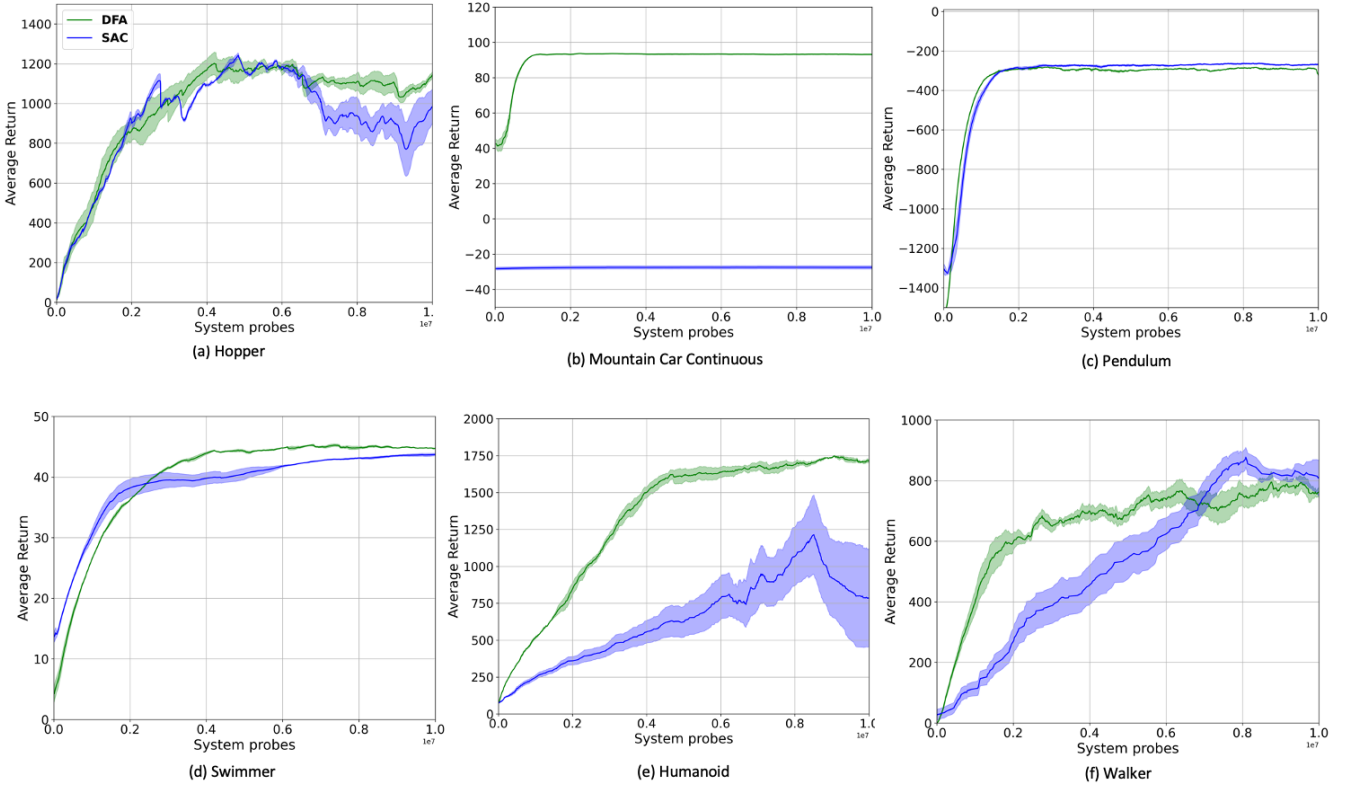 DFA
SAC
1400
1200
1000
800
600
400
200
0
Average Return
0.0 0.2 0.4 0.6 0.8 1.0
1e7
System probes
(a) Hopper
120
100
80
60
40
20
0
−20
−40
Average Return
0.0 0.2 0.4 0.6 0.8 1.0
1e7
System probes
(b) Mountain Car Continuous
0
−200
−400
−600
−800
−1000
−1200
−1400
Average Return
0.0 0.2 0.4 0.6 0.8 1.0
1e7
System probes
(c) Pendulum
50
40
30
20
10
0
Average Return
0.0 0.2 0.4 0.6 0.8 1.0
1e7
System probes
(d) Swimmer
2000
1750
1500
1250
1000
750
500
250
0
Average Return
0.0 0.2 0.4 0.6 0.8 1.0
1e7
System probes
(e) Humanoid
1000
800
600
400
200
0
Average Return
0.0 0.2 0.4 0.6 0.8 1.0
1e7
System probes
(f) Walker